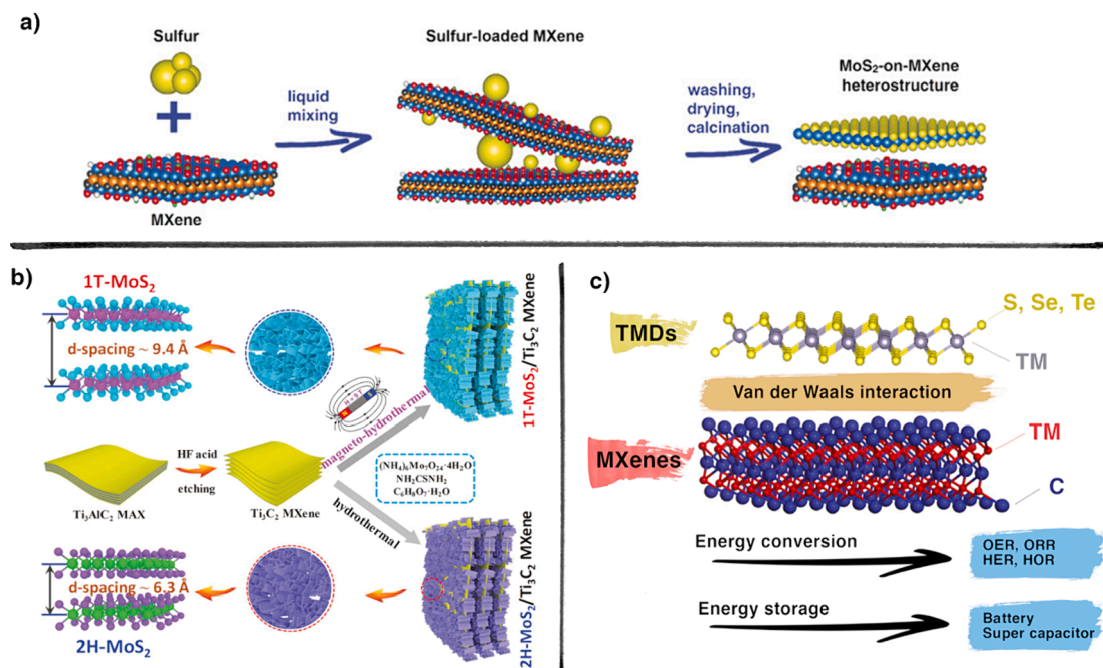 a)
Sulfur
MXene
liquid
mixing
Sulfur-loaded MXene
washing,
drying,
calcination
MoS₂-on-MXene
heterostructure
b)
1T-MoS₂
d-spacing ~ 9.4 Å
H = 9 T
N
S
magneto-hydrothermal
1T-MoS₂/Ti₃C₂ MXene
HF acid
etching
Ti₃AlC₂ MAX
Ti₃C₂ MXene
(NH₄)₆Mo₇O₂₄·4H₂O
NH₂CSNH₂
C₆H₈O₇·H₂O
hydrothermal
d-spacing ~ 6.3 Å
2H-MoS₂
2H-MoS₂/Ti₃C₂ MXene
c)
TMDs
S, Se, Te
TM
Van der Waals interaction
MXenes
TM
C
Energy conversion
OER, ORR
HER, HOR
Energy storage
Battery
Super capacitor